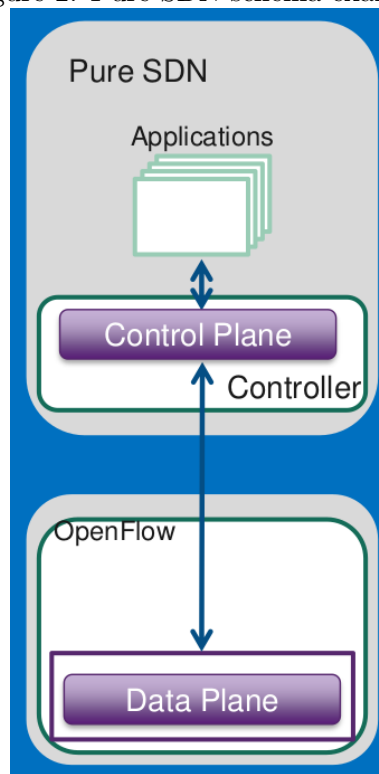 Pure SDN
Applications
Control Plane
Controller
OpenFlow
Data Plane